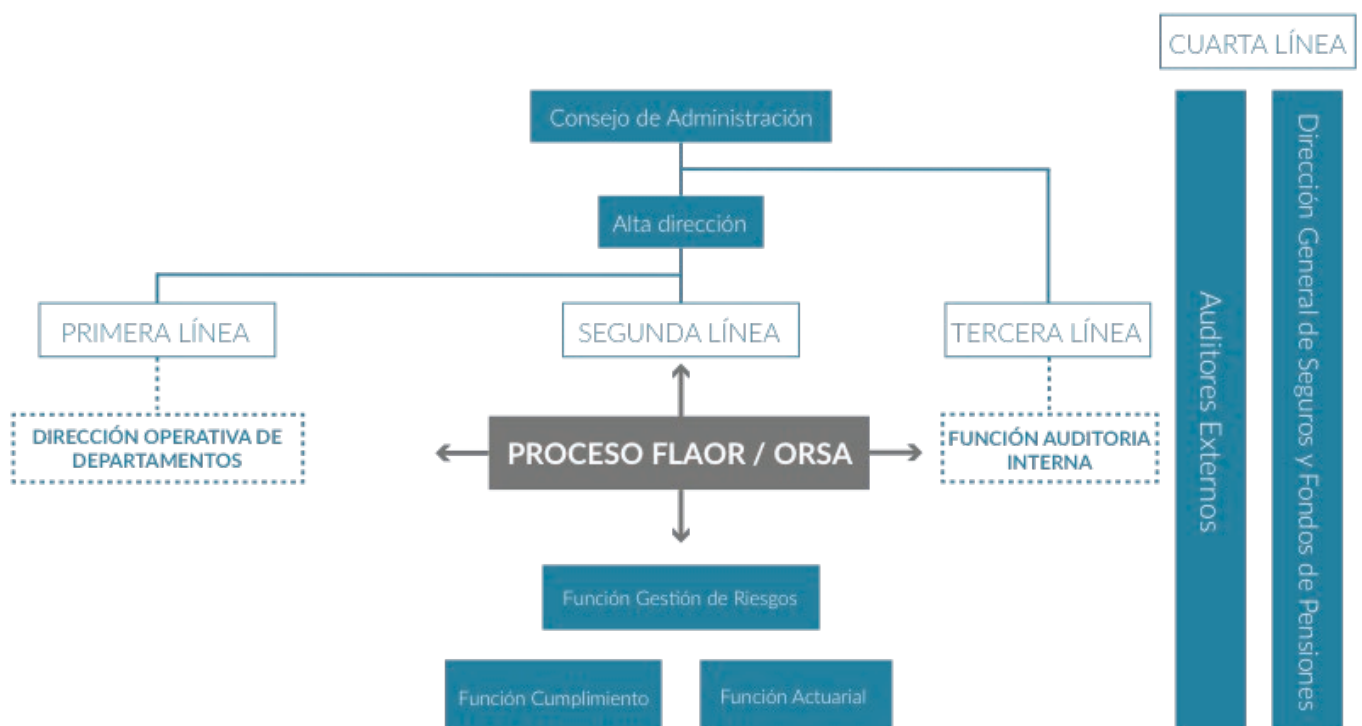 CUARTA LÍNEA
Consejo de Administración
Alta dirección
PRIMERA LÍNEA
SEGUNDA LÍNEA
TERCERA LÍNEA
DIRECCIÓN OPERATIVA DE
DEPARTAMENTOS
PROCESO FLAOR / ORSA
FUNCIÓN AUDITORIA
INTERNA
Función Gestión de Riesgos
Función Cumplimiento
Función Actuarial
Auditores Externos
Dirección General de Seguros y Fondos de Pensiones